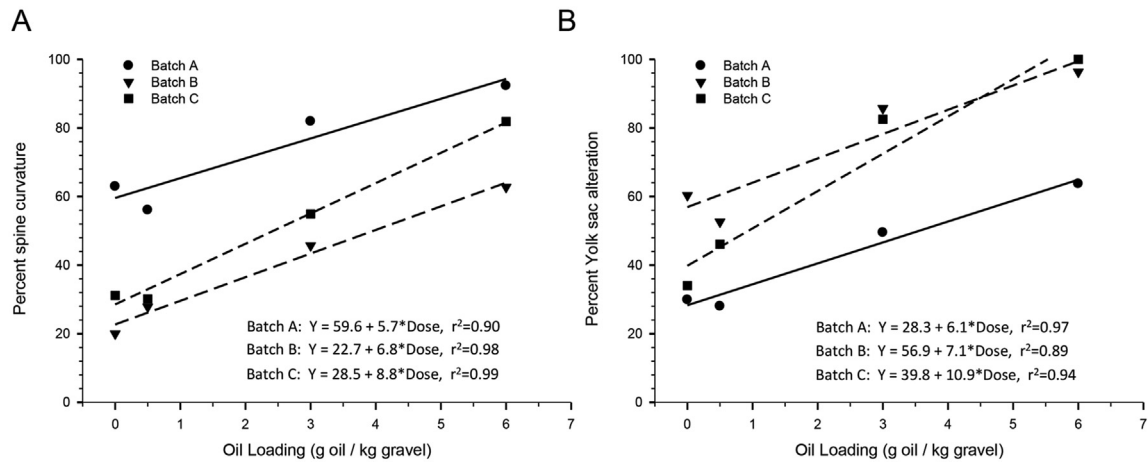 A
Batch A
Batch B
Batch C
100
80
60
40
20
0
Percent spine curvature
Batch A: Y = 59.6 + 5.7*Dose, r²=0.90
Batch B: Y = 22.7 + 6.8*Dose, r²=0.98
Batch C: Y = 28.5 + 8.8*Dose, r²=0.99
0 1 2 3 4 5 6 7
Oil Loading (g oil / kg gravel)
B
Batch A
Batch B
Batch C
100
80
60
40
20
0
Percent Yolk sac alteration
Batch A: Y = 28.3 + 6.1*Dose, r²=0.97
Batch B: Y = 56.9 + 7.1*Dose, r²=0.89
Batch C: Y = 39.8 + 10.9*Dose, r²=0.94
0 1 2 3 4 5 6 7
Oil Loading (g oil / kg gravel)